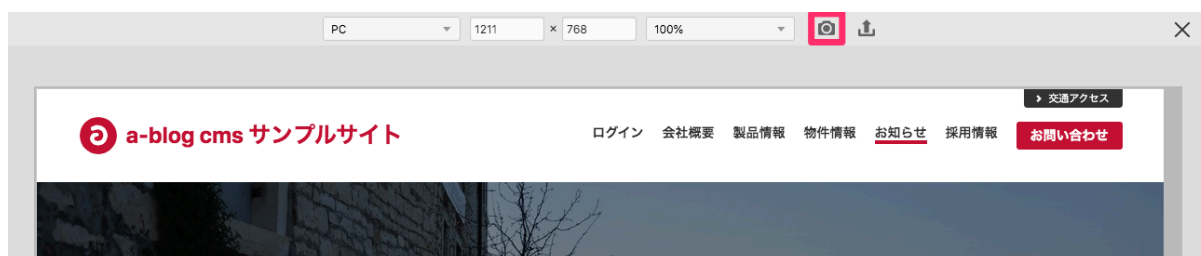 PC 1211 × 768 100%
> 交通アクセス
a-blog cms サンプルサイト ログイン 会社概要 製品情報 物件情報 お知らせ 採用情報 お問い合わせ